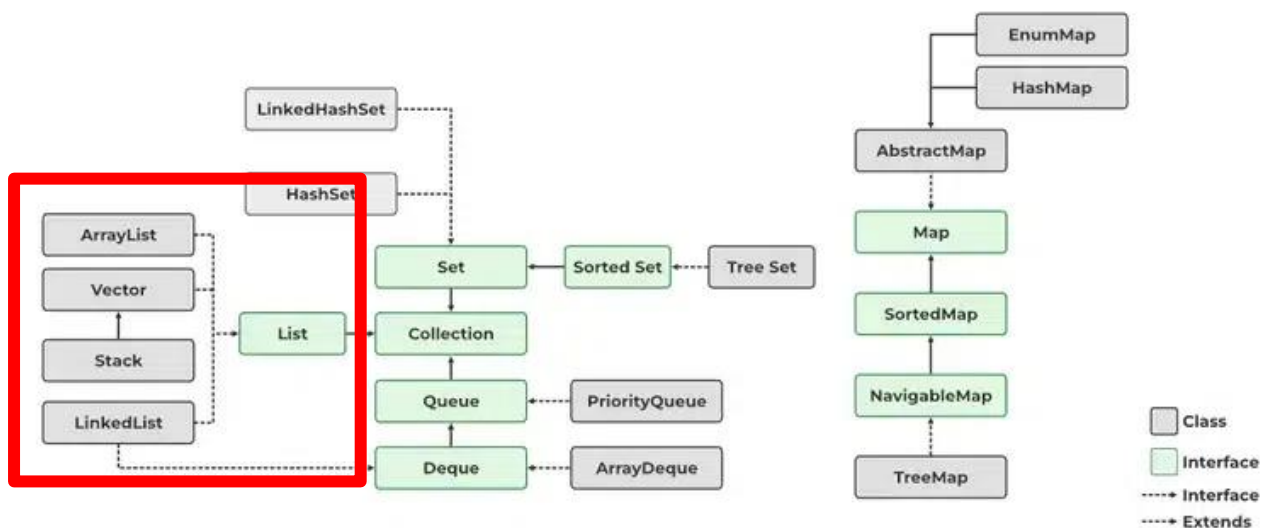 EnumMap
HashMap
LinkedHashSet
AbstractMap
HashSet
ArrayList
Map
Set
Sorted Set
Tree Set
Vector
SortedMap
List
Collection
Stack
Queue
PriorityQueue
NavigableMap
LinkedList
Class
Deque
ArrayDeque
Interface
TreeMap
Interface
Extends